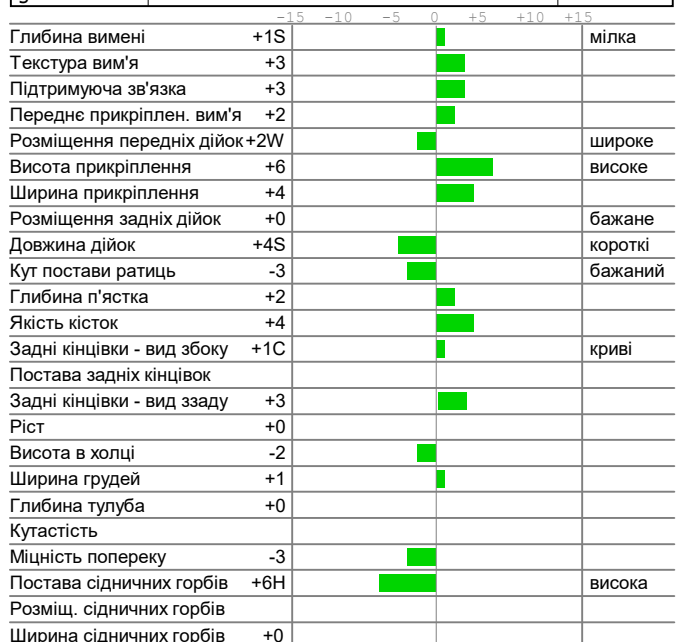 -15 -10 -5 0 +5 +10 +15
Глибина вимені +1S мілка
Текстура вим'я +3
Підтримуюча зв'язка +3
Переднє прикріплен. вим'я +2
Розміщення передніх дійок +2W широке
Висота прикріплення +6 високе
Ширина прикріплення +4
Розміщення задніх дійок +0 бажане
Довжина дійок +4S короткі
Кут постави ратиць -3 бажаний
Глибина п'ястка +2
Якість кісток +4
Задні кінцівки - вид збоку +1C криві
Постава задніх кінцівок
Задні кінцівки - вид ззаду +3
Ріст +0
Висота в холці -2
Ширина грудей +1
Глибина тулуба +0
Кутастість
Міцність попереку -3
Постава сідничних горбів +6H висока
Розміщ. сідничних горбів
Ширина сідничних горбів +0